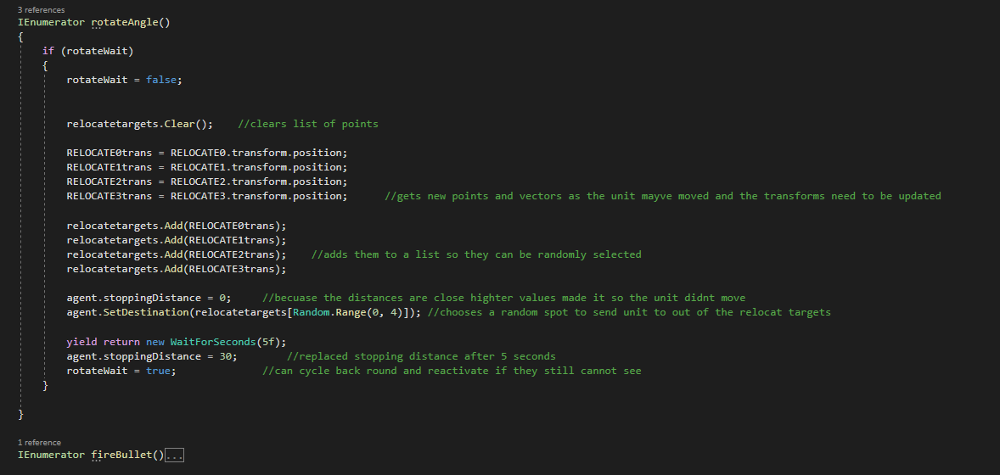 3 references
IEnumerator rotateAngle()
{
if (rotateWait)
{
rotateWait = false;
relocatetargets.Clear();    //clears list of points
RELOCATE0trans = RELOCATE0.transform.position;
RELOCATE1trans = RELOCATE1.transform.position;
RELOCATE2trans = RELOCATE2.transform.position;
RELOCATE3trans = RELOCATE3.transform.position;      //gets new points and vectors as the unit mayve moved and the transforms need to be updated
relocatetargets.Add(RELOCATE0trans);
relocatetargets.Add(RELOCATE1trans);
relocatetargets.Add(RELOCATE2trans);    //adds them to a list so they can be randomly selected
relocatetargets.Add(RELOCATE3trans);
agent.stoppingDistance = 0;     //becuase the distances are close highter values made it so the unit didnt move
agent.SetDestination(relocatetargets[Random.Range(0, 4)]); //chooses a random spot to send unit to out of the relocat targets
yield return new WaitForSeconds(5f);
agent.stoppingDistance = 30;        //replaced stopping distance after 5 seconds
rotateWait = true;              //can cycle back round and reactivate if they still cannot see
}
}
1 reference
IEnumerator fireBullet()...